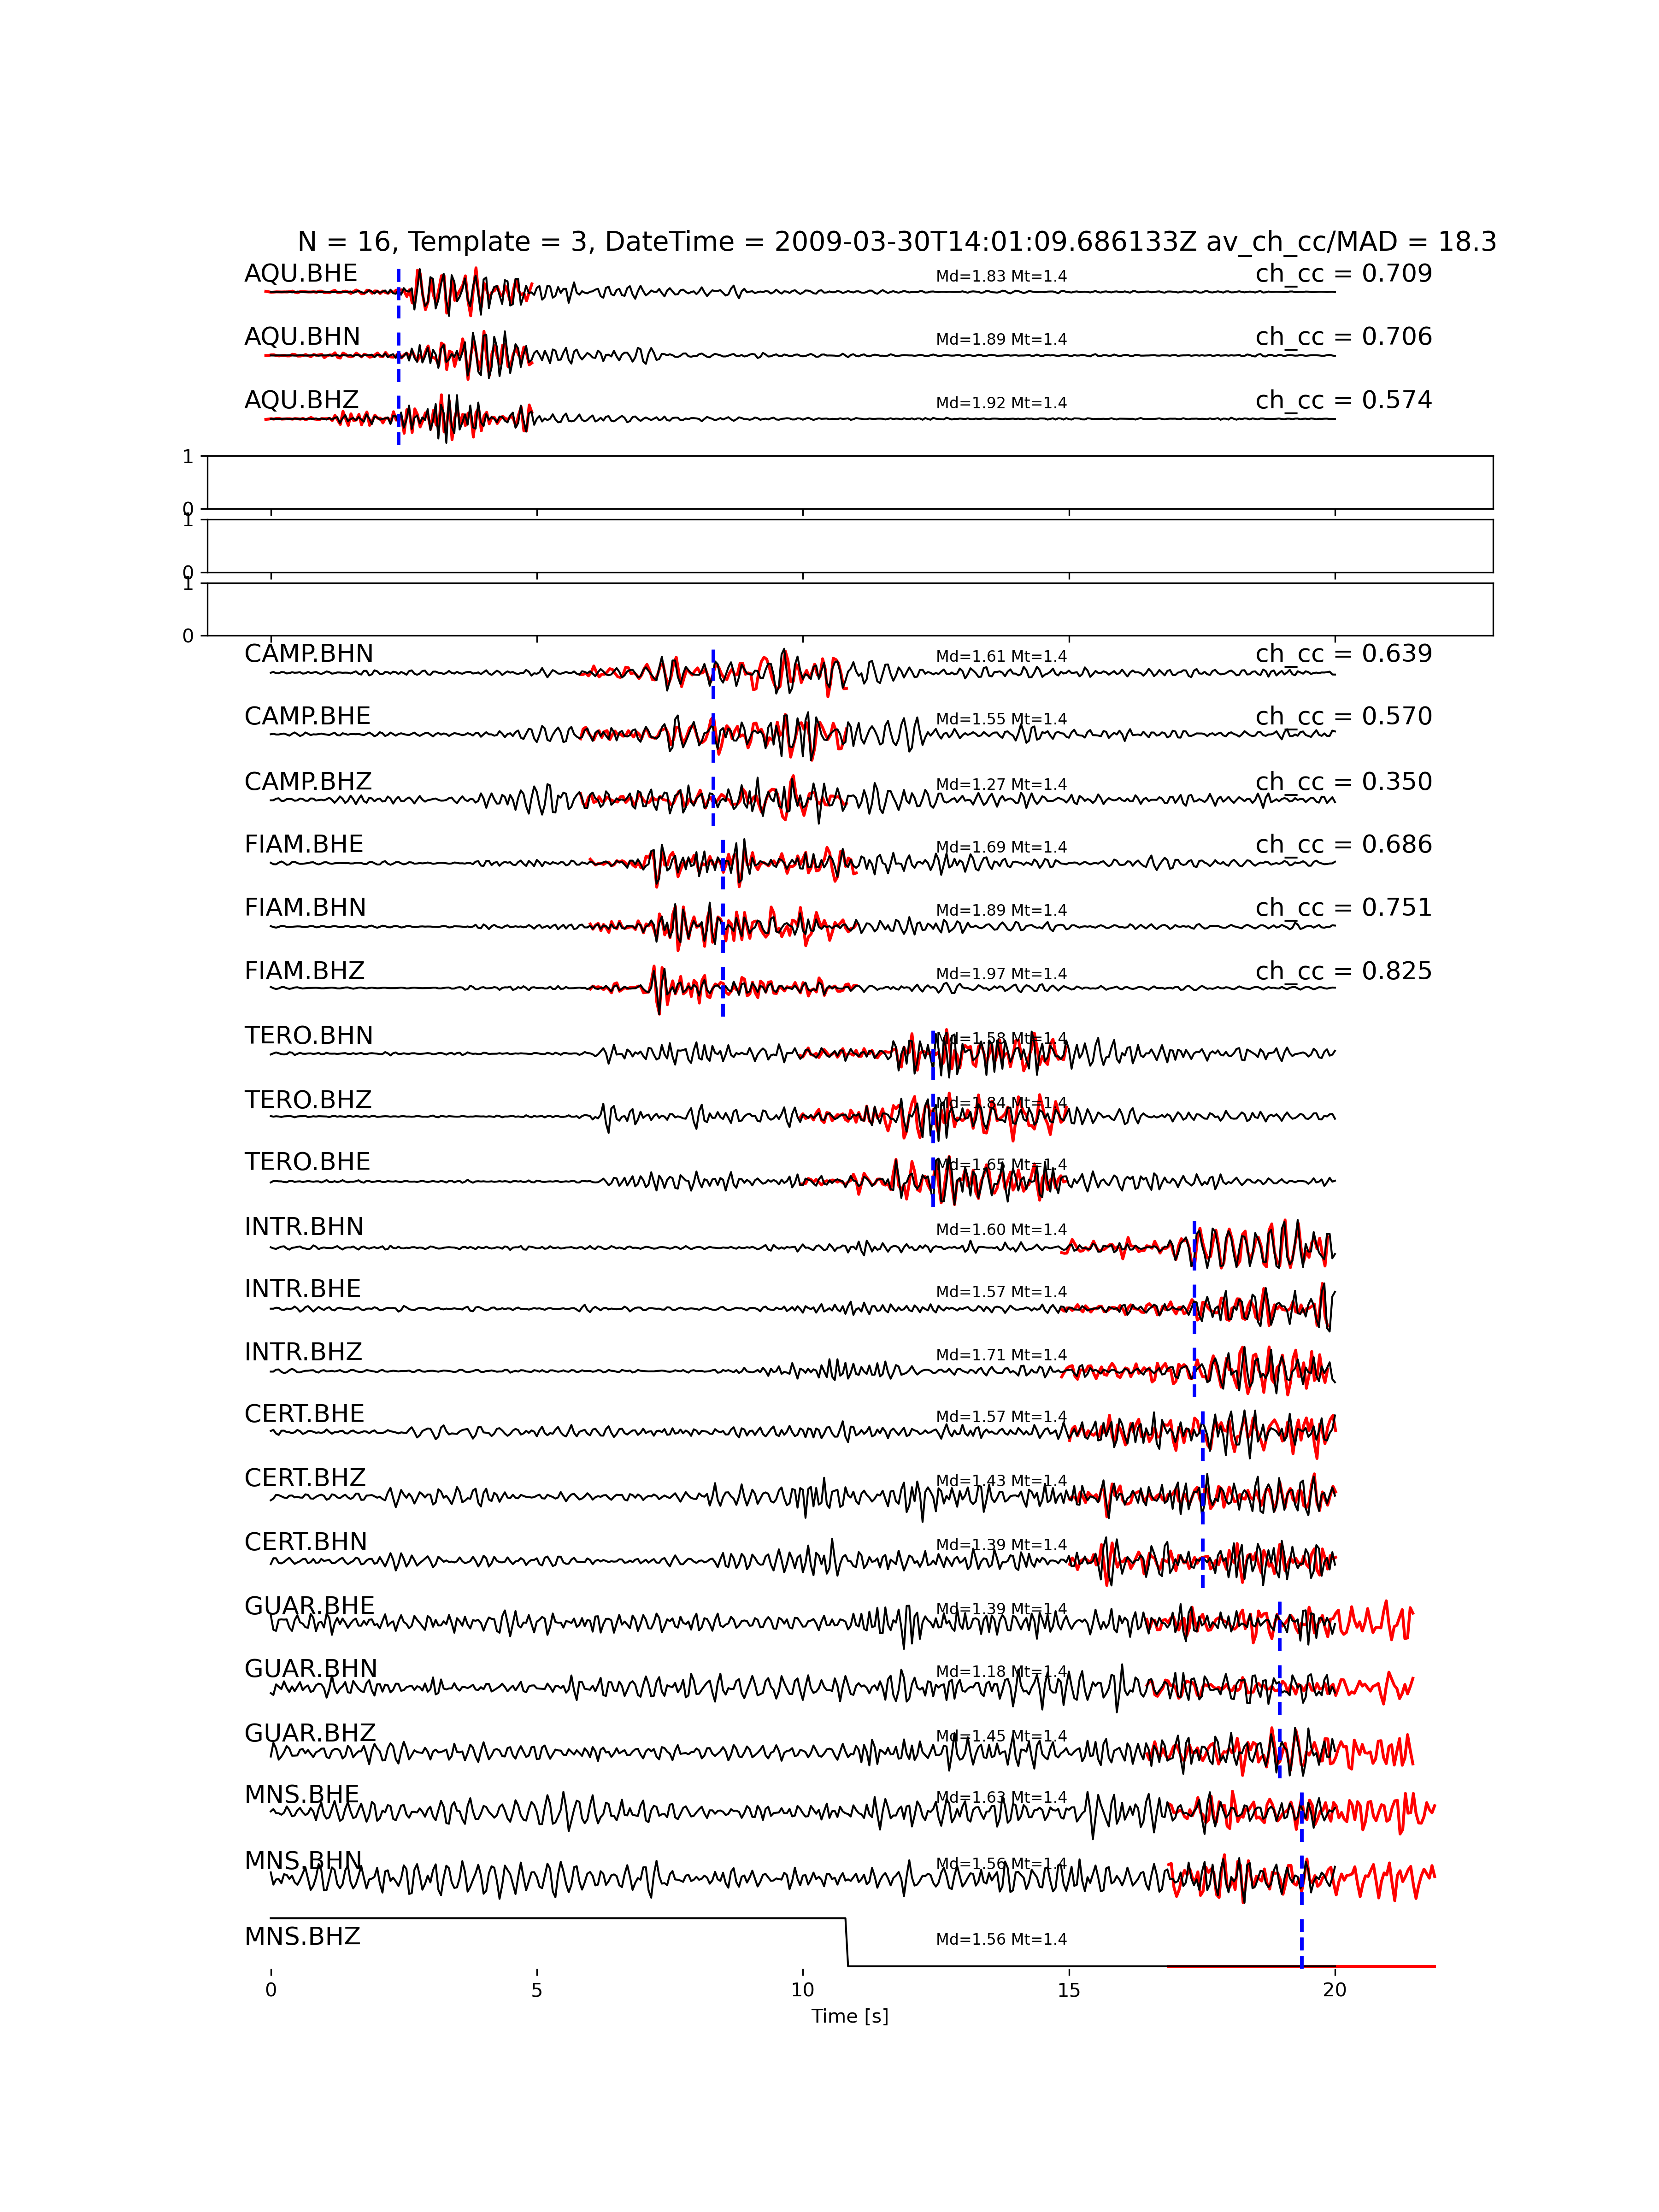 N = 16, Template = 3, DateTime = 2009-03-30T14:01:09.686133Z av_ch_cc/MAD = 18.3
AQU.BHE Md=1.83 Mt=1.4 ch_cc = 0.709
AQU.BHN Md=1.89 Mt=1.4 ch_cc = 0.706
AQU.BHZ Md=1.92 Mt=1.4 ch_cc = 0.574
1
0
1
0
1
0
CAMP.BHN Md=1.61 Mt=1.4 ch_cc = 0.639
CAMP.BHE Md=1.55 Mt=1.4 ch_cc = 0.570
CAMP.BHZ Md=1.27 Mt=1.4 ch_cc = 0.350
FIAM.BHE Md=1.69 Mt=1.4 ch_cc = 0.686
FIAM.BHN Md=1.89 Mt=1.4 ch_cc = 0.751
FIAM.BHZ Md=1.97 Mt=1.4 ch_cc = 0.825
TERO.BHN Md=1.58 Mt=1.4
TERO.BHZ Md=1.84 Mt=1.4
TERO.BHE Md=1.65 Mt=1.4
INTR.BHN Md=1.60 Mt=1.4
INTR.BHE Md=1.57 Mt=1.4
INTR.BHZ Md=1.71 Mt=1.4
CERT.BHE Md=1.57 Mt=1.4
CERT.BHZ Md=1.43 Mt=1.4
CERT.BHN Md=1.39 Mt=1.4
GUAR.BHE Md=1.39 Mt=1.4
GUAR.BHN Md=1.18 Mt=1.4
GUAR.BHZ Md=1.45 Mt=1.4
MNS.BHE Md=1.63 Mt=1.4
MNS.BHN Md=1.56 Mt=1.4
MNS.BHZ Md=1.56 Mt=1.4
0 5 10 15 20
Time [s]